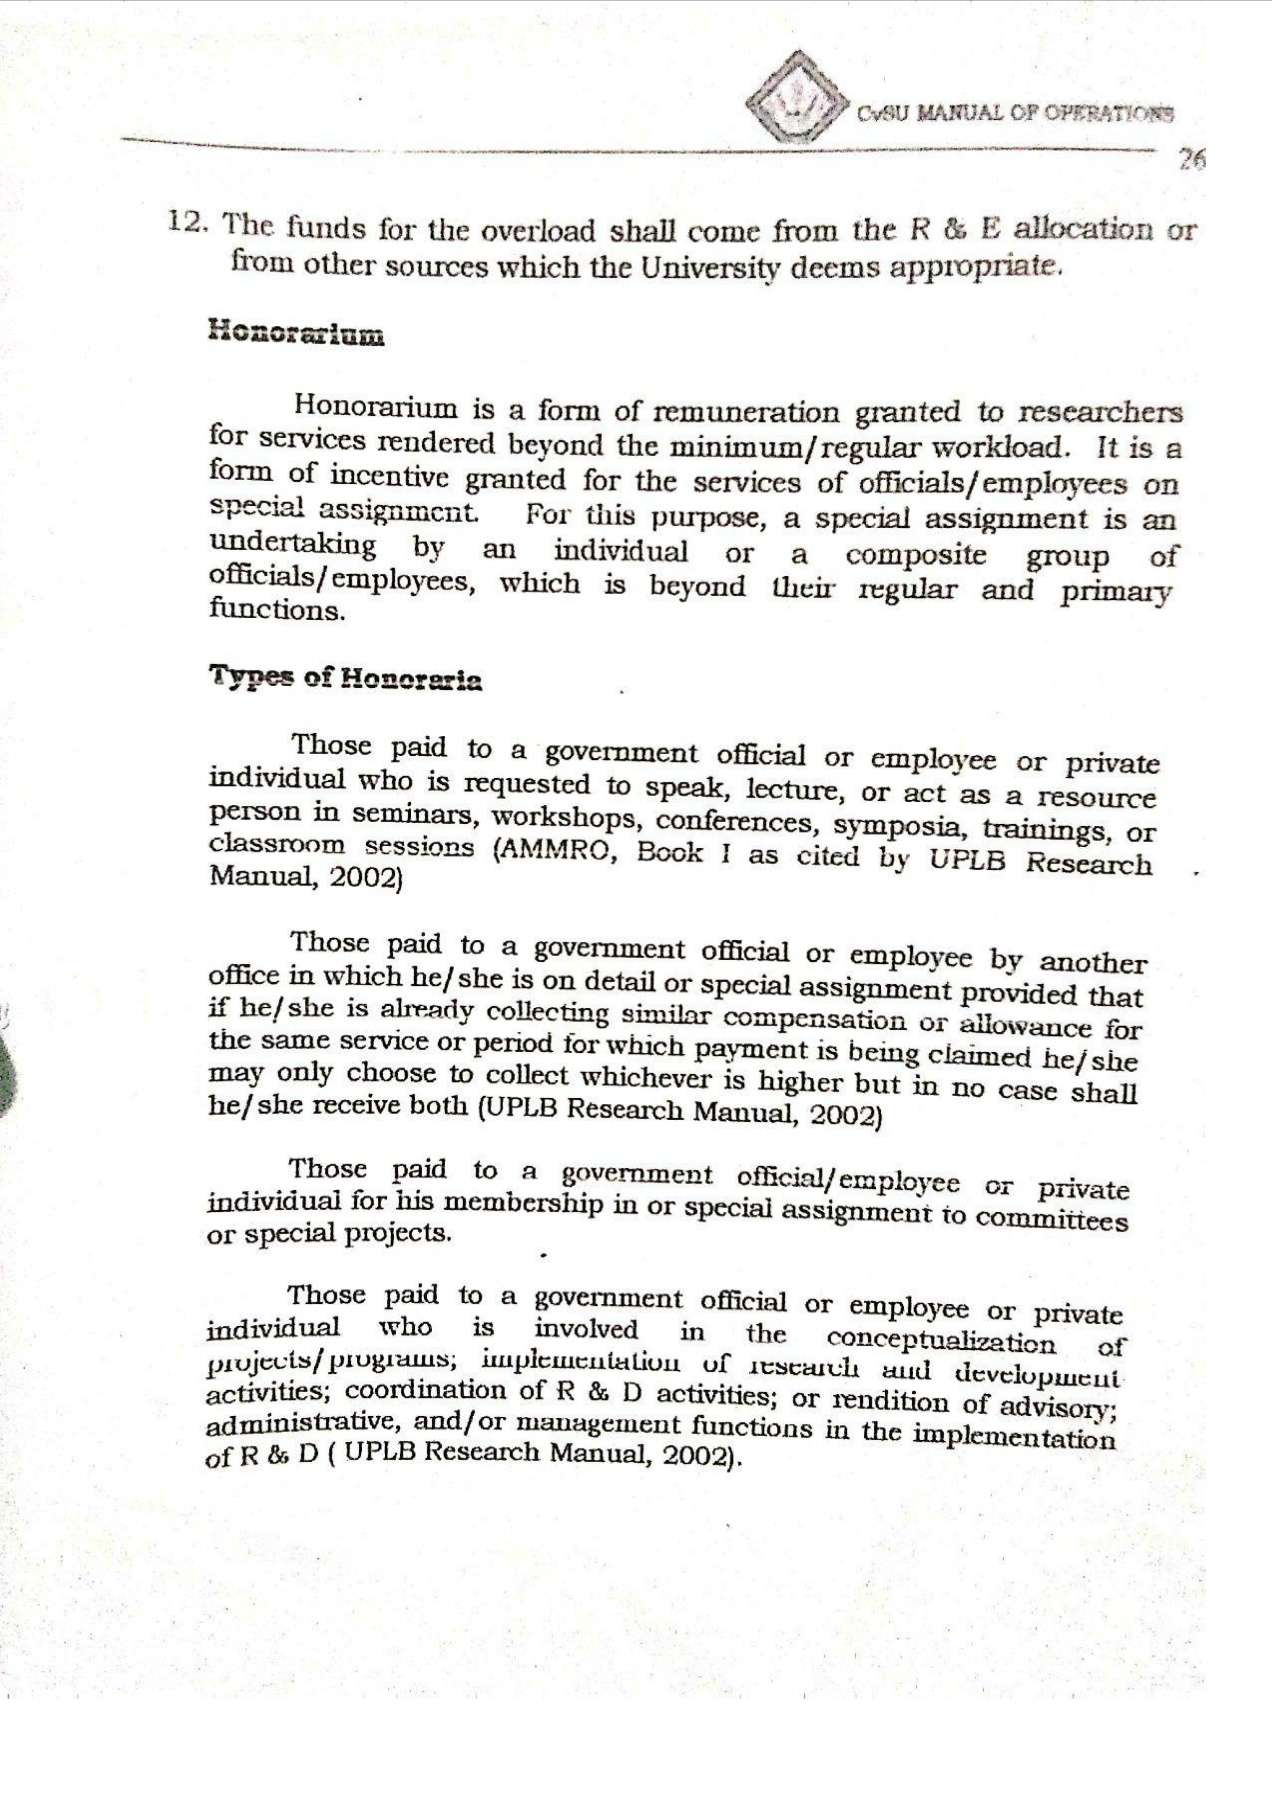 CvSU MANUAL OF OPERATIONS
26
12. The funds for the overload shall come from the R & E allocation or
from other sources which the University deems appropriate.
Honorarium
Honorarium is a form of remuneration granted to researchers
for services rendered beyond the minimum/regular workload. It is a
form of incentive granted for the services of officials/employees on
special assignment. For this purpose, a special assignment is an
undertaking by an individual or a composite group of
officials/employees, which is beyond their regular and primary
functions.
Types of Honoraria
Those paid to a government official or employee or private
individual who is requested to speak, lecture, or act as a resource
person in seminars, workshops, conferences, symposia, trainings, or
classroom sessions (AMMRO, Book I as cited by UPLB Research
Manual, 2002)
Those paid to a government official or employee by another
office in which he/she is on detail or special assignment provided that
if he/she is already collecting similar compensation or allowance for
the same service or period for which payment is being claimed he/she
may only choose to collect whichever is higher but in no case shall
he/she receive both (UPLB Research Manual, 2002)
Those paid to a government official/employee or private
individual for his membership in or special assignment to committees
or special projects.
Those paid to a government official or employee or private
individual who is involved in the conceptualization of
projects/programs; implementation of research and development
activities; coordination of R & D activities; or rendition of advisory;
administrative, and/or management functions in the implementation
of R & D ( UPLB Research Manual, 2002).